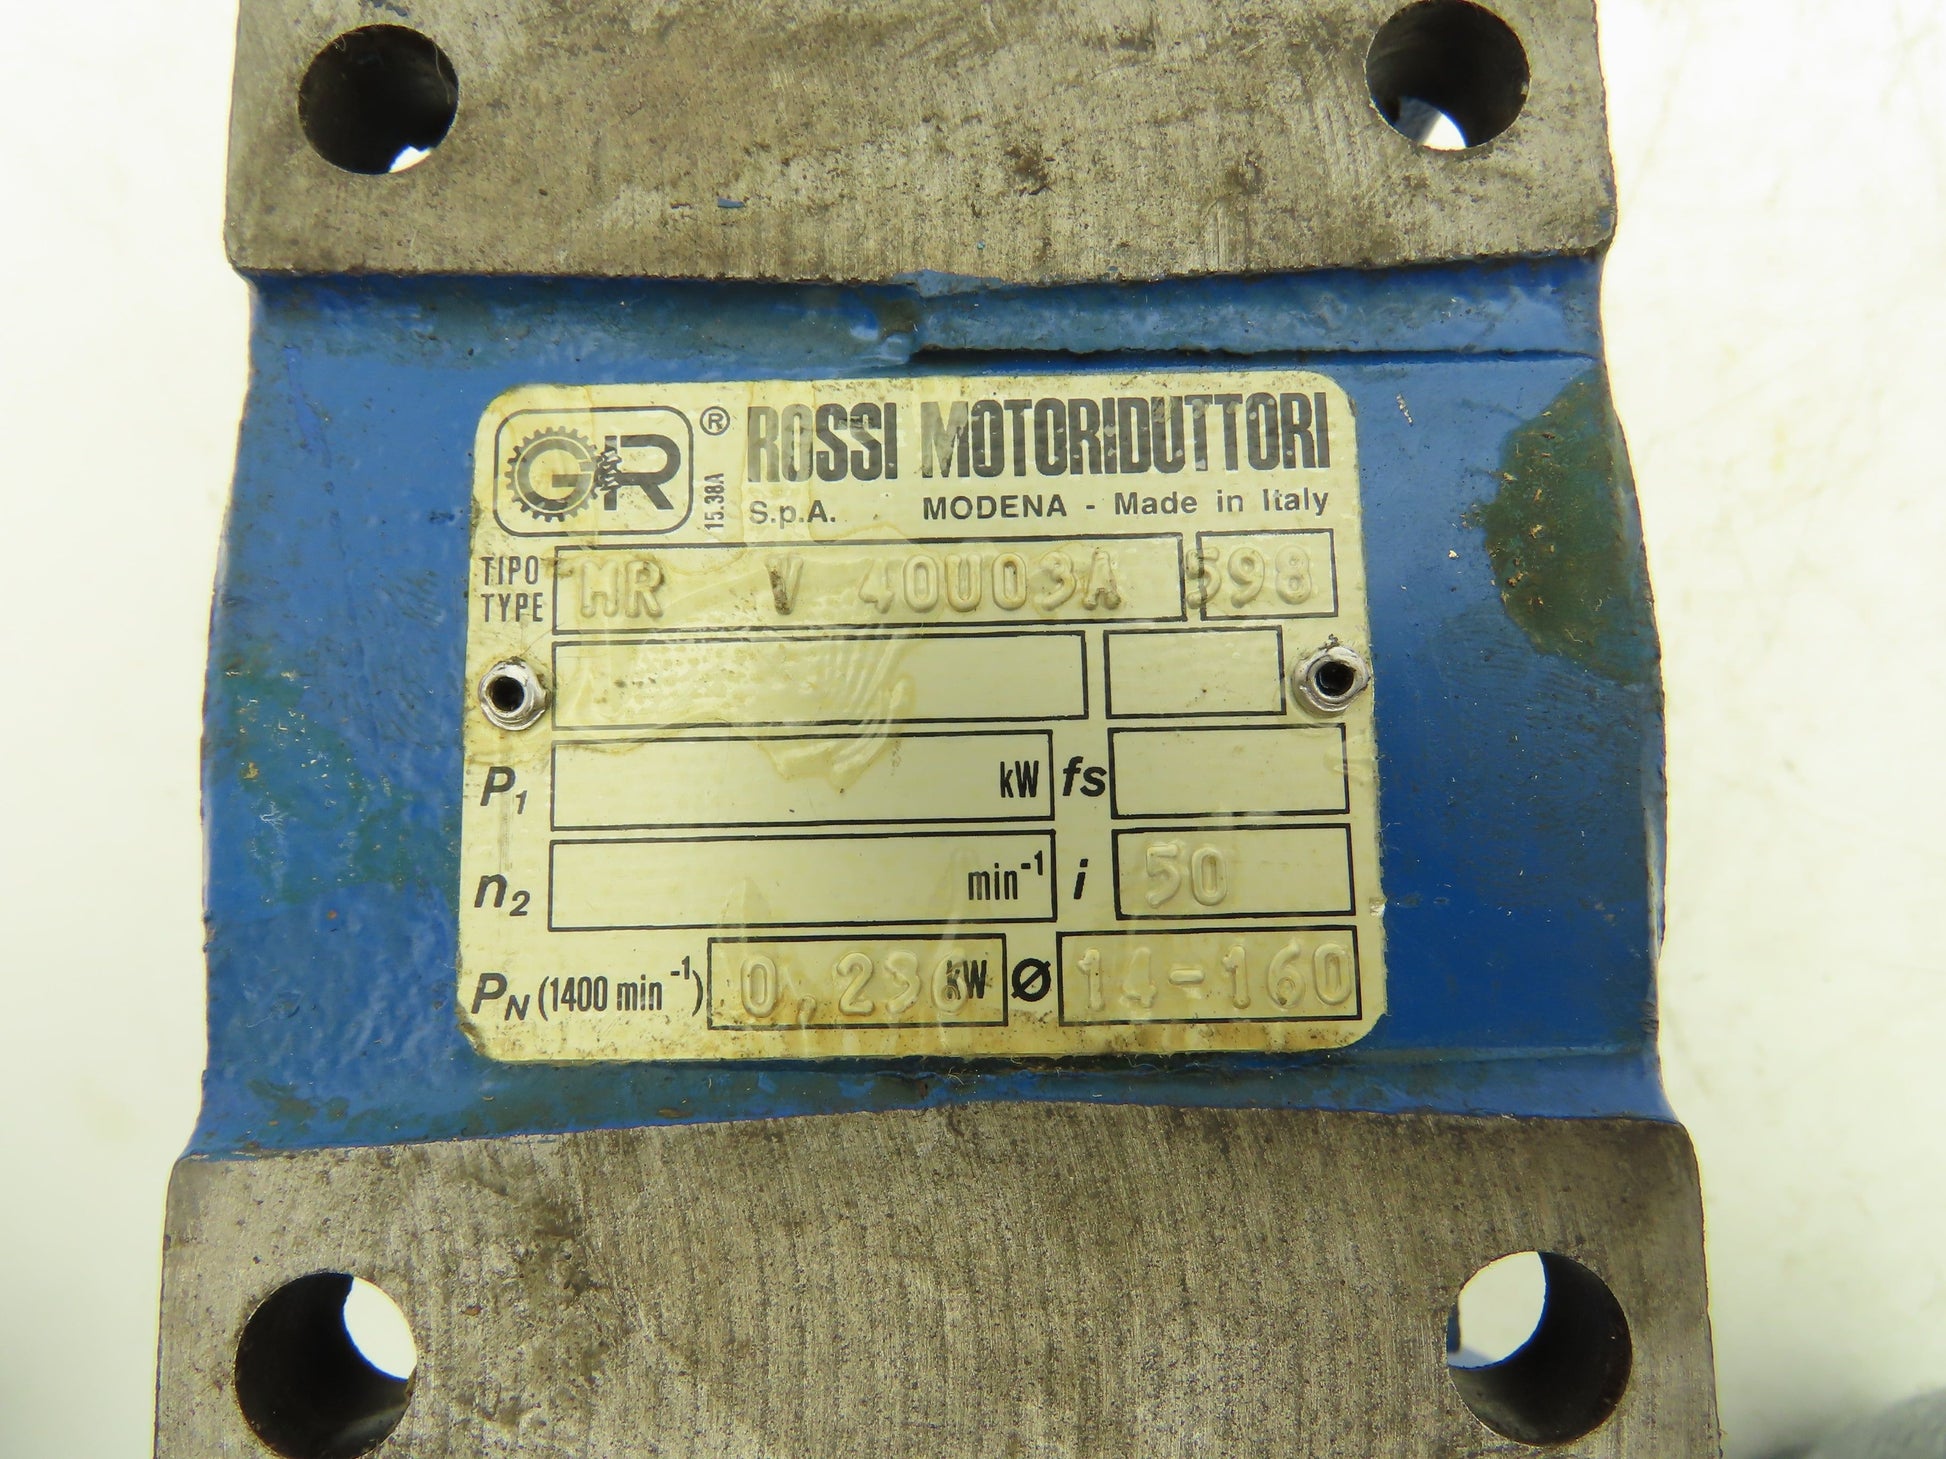 GR ® ROSSI MOTORIDUTTORI
15.38A S.p.A. MODENA - Made in Italy
TIPO
TYPE MR V 40U03A 598
P1 kW fs
n2 min-1 i 50
PN (1400 min-1) 0,236 kW Ø 14-160